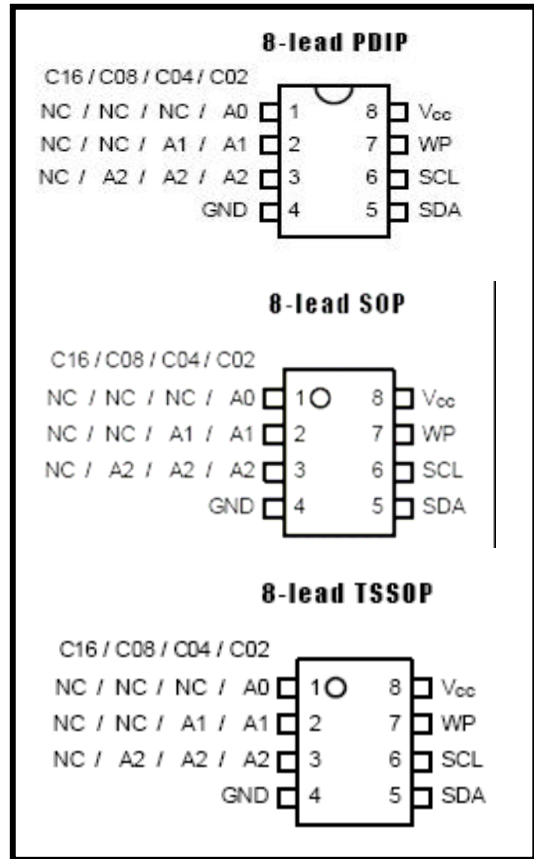 8-lead PDIP
C16 / C08 / C04 / C02
NC / NC / NC / A0 1 8 Vcc
NC / NC / A1 / A1 2 7 WP
NC / A2 / A2 / A2 3 6 SCL
GND 4 5 SDA
8-lead SOP
C16 / C08 / C04 / C02
NC / NC / NC / A0 1 8 Vcc
NC / NC / A1 / A1 2 7 WP
NC / A2 / A2 / A2 3 6 SCL
GND 4 5 SDA
8-lead TSSOP
C16 / C08 / C04 / C02
NC / NC / NC / A0 1 8 Vcc
NC / NC / A1 / A1 2 7 WP
NC / A2 / A2 / A2 3 6 SCL
GND 4 5 SDA